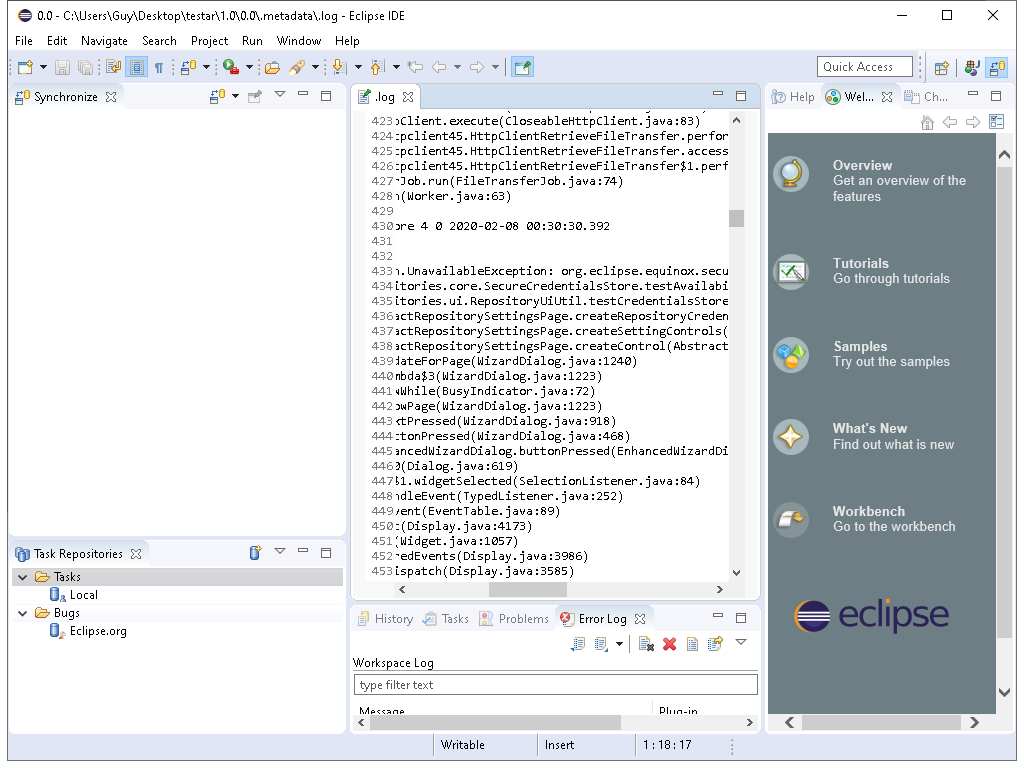 0.0 - C:\Users\Guy\Desktop\testar\1.0\0.0\.metadata\.log - Eclipse IDE
File Edit Navigate Search Project Run Window Help
Quick Access
Synchronize
.log
423 Client.execute(CloseableHttpClient.java:83)
424 pclient45.HttpClientRetrieveFileTransfer.perfor
425 pclient45.HttpClientRetrieveFileTransfer.access
426 pclient45.HttpClientRetrieveFileTransfer$1.perf
427 Job.run(FileTransferJob.java:74)
428 (Worker.java:63)
429
430 ore 4 0 2020-02-08 00:30:30.392
431
432
433 .UnavailableException: org.eclipse.equinox.secu
434 itories.core.SecureCredentialsStore.testAvailabi
435 itories.ui.RepositoryUiUtil.testCredentialsStore
436 actRepositorySettingsPage.createRepositoryCreden
437 actRepositorySettingsPage.createSettingControls(
438 actRepositorySettingsPage.createControl(Abstract
439 dateForPage(WizardDialog.java:1240)
440 mbda$3(WizardDialog.java:1223)
441 wWhile(BusyIndicator.java:72)
442 owPage(WizardDialog.java:1223)
443 xtPressed(WizardDialog.java:918)
444 ttonPressed(WizardDialog.java:468)
445 ancedWizardDialog.buttonPressed(EnhancedWizardDi
446 (Dialog.java:619)
447 $1.widgetSelected(SelectionListener.java:84)
448 ndleEvent(TypedListener.java:252)
449 vent(EventTable.java:89)
450 (Display.java:4173)
451 (Widget.java:1057)
452 redEvents(Display.java:3986)
453 ispatch(Display.java:3585)
Help Wel... Ch...
Overview
Get an overview of the
features
Tutorials
Go through tutorials
Samples
Try out the samples
What's New
Find out what is new
Workbench
Go to the workbench
eclipse
Task Repositories
Tasks
Local
Bugs
Eclipse.org
History Tasks Problems Error Log
Workspace Log
type filter text
Message Plug-in
Writable Insert 1 : 18 : 17